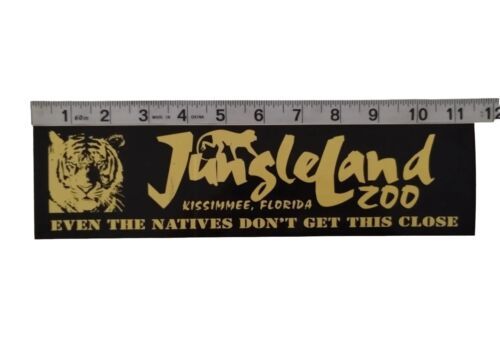 1 2 3 4 5 6 7 8 9 10 11 12
JungleLand
ZOO
KISSIMMEE, FLORIDA
EVEN THE NATIVES DON'T GET THIS CLOSE